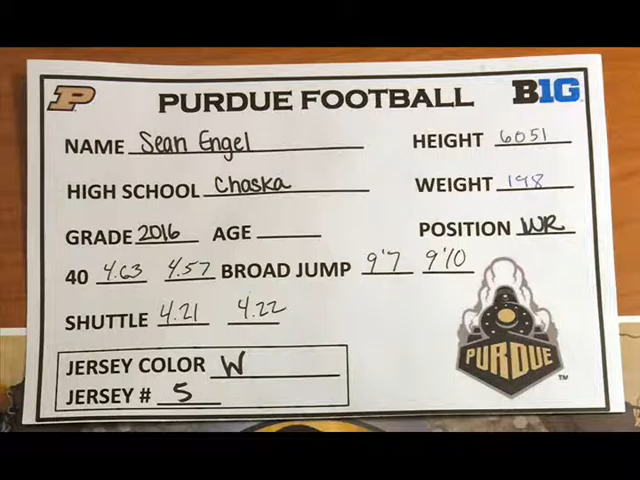 P PURDUE FOOTBALL B1G
NAME Sean Engel HEIGHT 6051
HIGH SCHOOL Chaska WEIGHT 198
GRADE 2016 AGE POSITION WR
40 4.63 4.57 BROAD JUMP 9'7 9'10
SHUTTLE 4.21 4.22
JERSEY COLOR W
JERSEY # 5
PURDUE TM